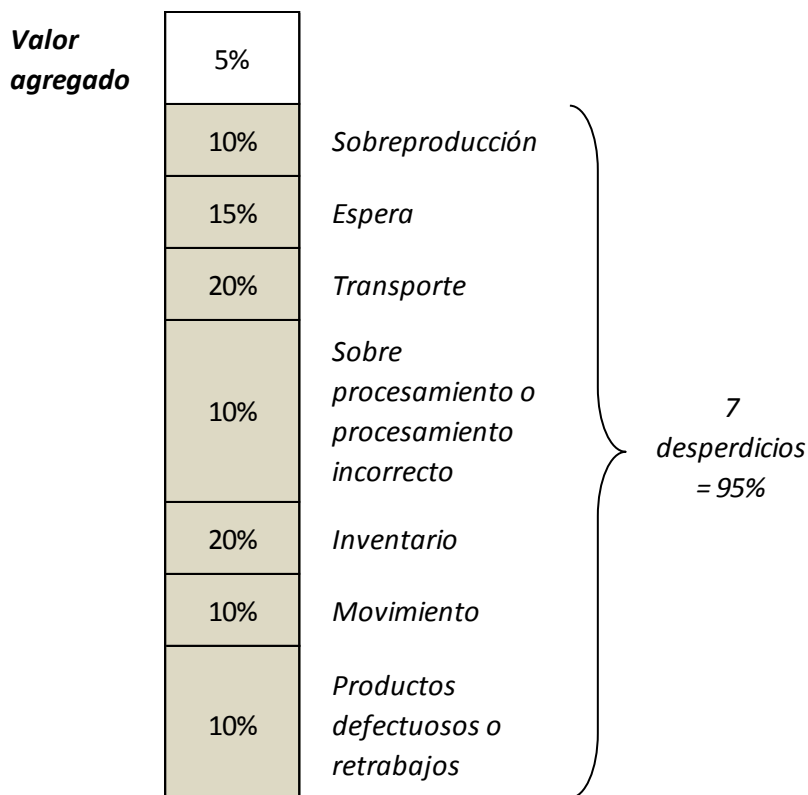 Valor
agregado
5%
10%
Sobreproducción
15%
Espera
20%
Transporte
10%
Sobre
procesamiento o
procesamiento
incorrecto
20%
Inventario
10%
Movimiento
10%
Productos
defectuosos o
retrabajos
7
desperdicios
= 95%